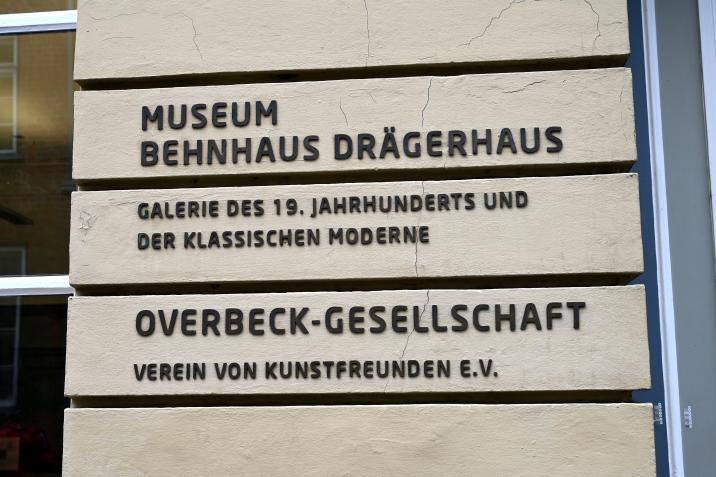 MUSEUM
BEHNHAUS DRÄGERHAUS
GALERIE DES 19. JAHRHUNDERTS UND
DER KLASSISCHEN MODERNE
OVERBECK-GESELLSCHAFT
VEREIN VON KUNSTFREUNDEN E.V.